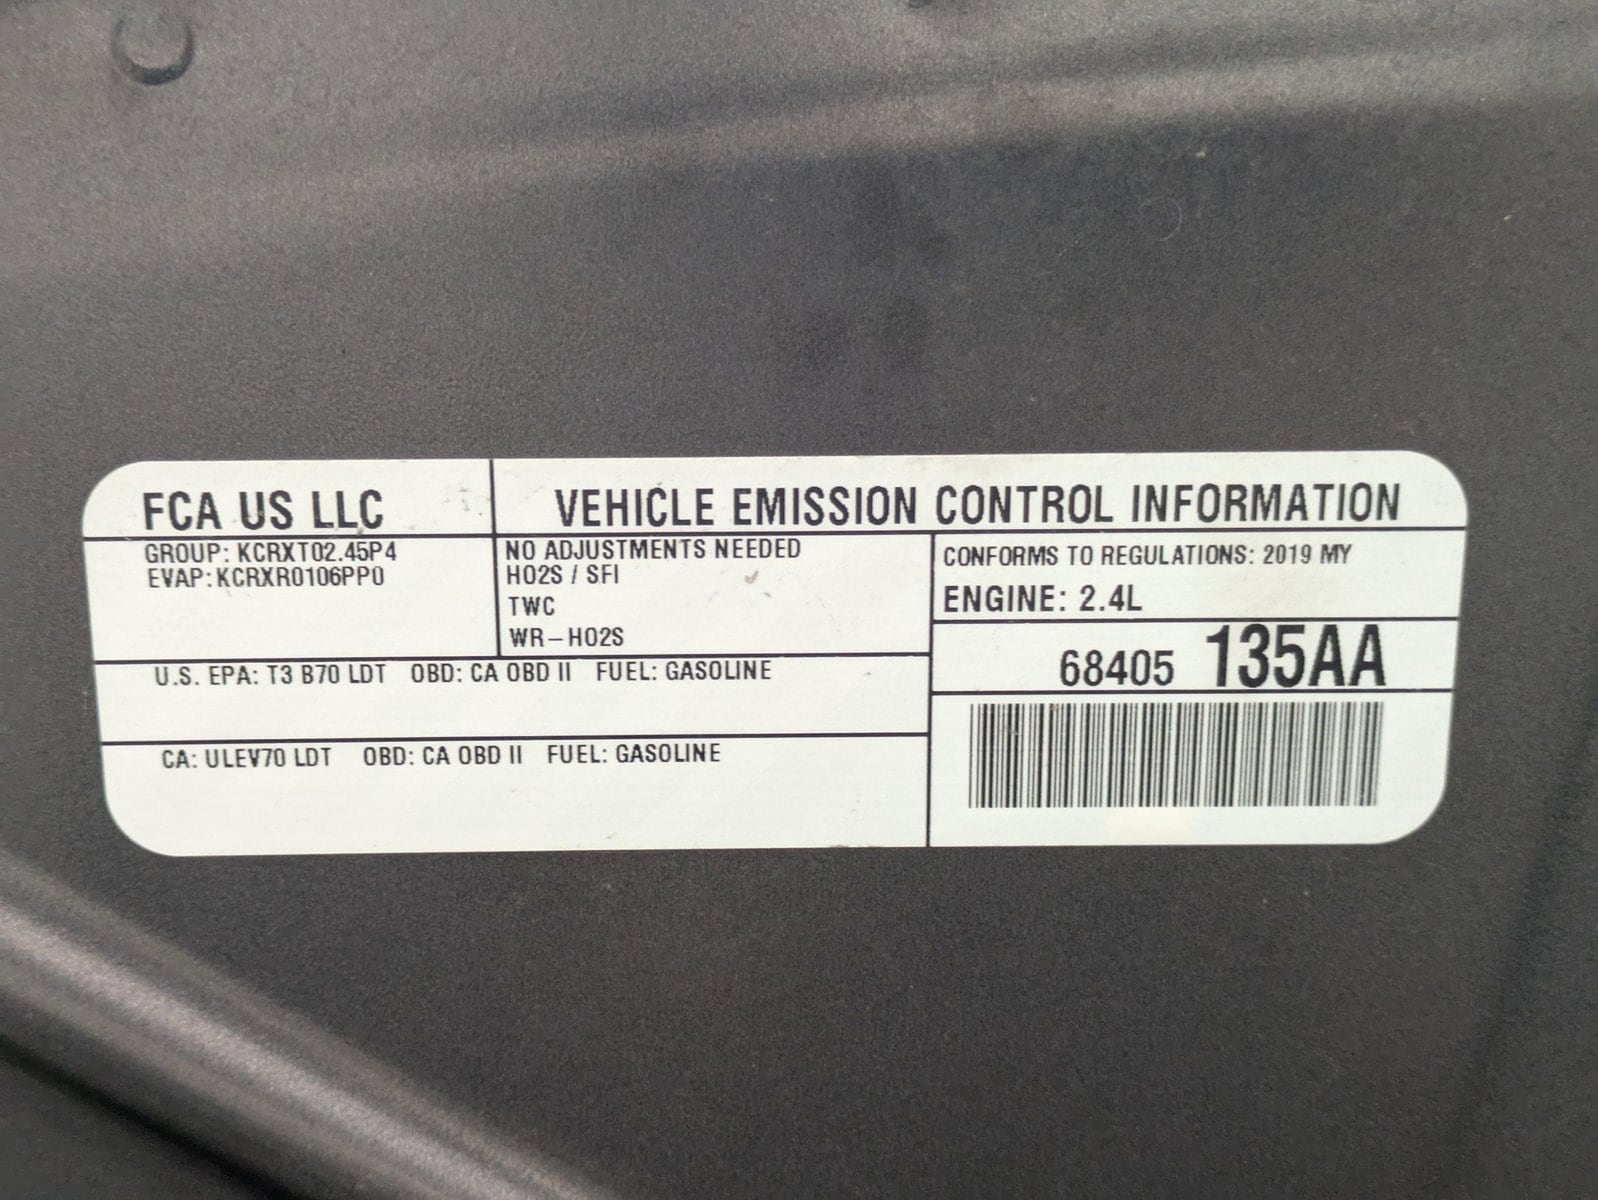 FCA US LLC
VEHICLE EMISSION CONTROL INFORMATION
GROUP: KCRXT02.45P4
EVAP: KCRXR0106PP0
NO ADJUSTMENTS NEEDED
HO2S / SFI
TWC
WR-HO2S
CONFORMS TO REGULATIONS: 2019 MY
ENGINE: 2.4L
68405 135AA
U.S. EPA: T3 B70 LDT OBD: CA OBD II FUEL: GASOLINE
CA: ULEV70 LDT OBD: CA OBD II FUEL: GASOLINE